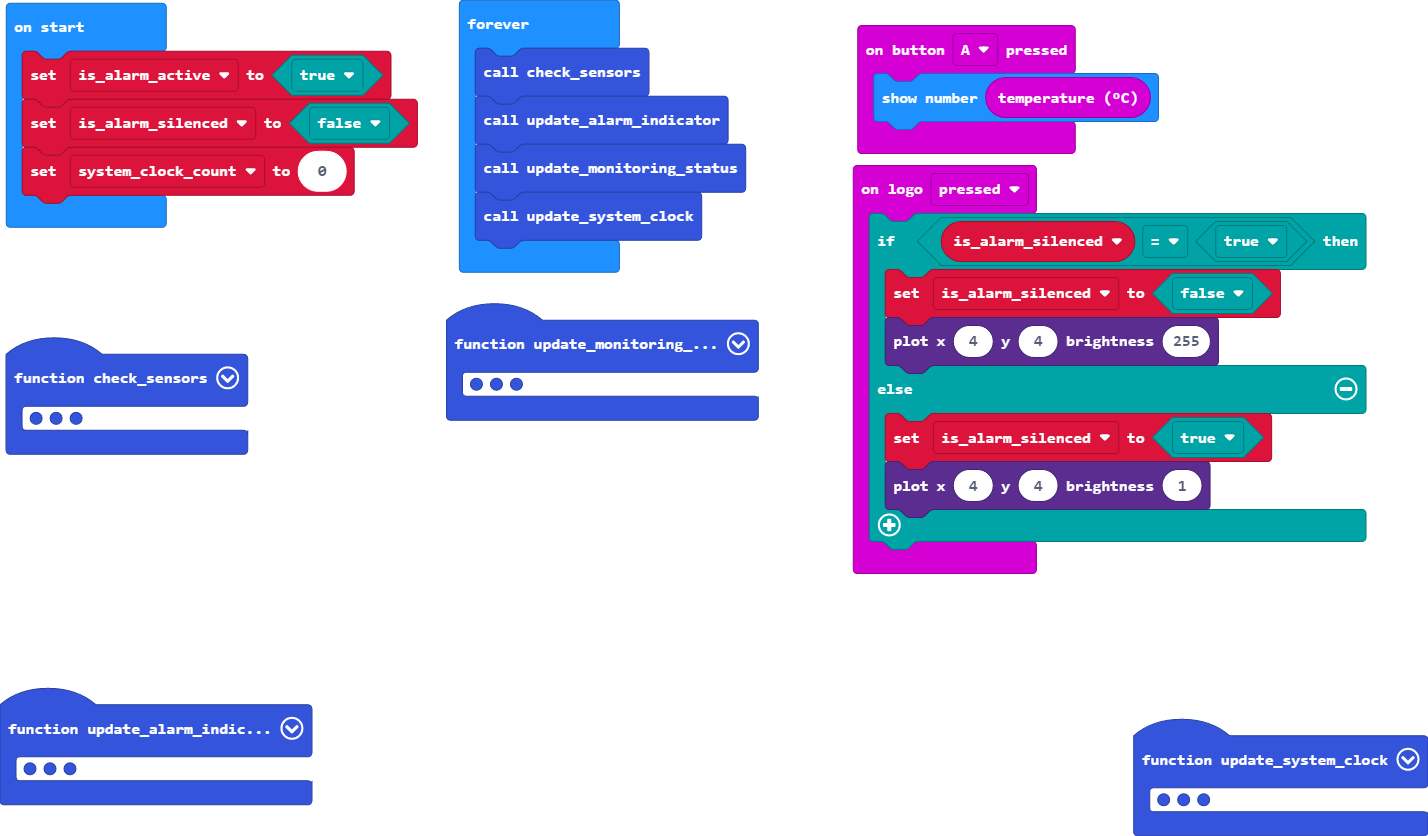 on start
set is_alarm_active to true
set is_alarm_silenced to false
set system_clock_count to 0
forever
call check_sensors
call update_alarm_indicator
call update_monitoring_status
call update_system_clock
on button A pressed
show number temperature (°C)
on logo pressed
if is_alarm_silenced = true then
set is_alarm_silenced to false
plot x 4 y 4 brightness 255
else
set is_alarm_silenced to true
plot x 4 y 4 brightness 1
function check_sensors
function update_monitoring_...
function update_alarm_indic...
function update_system_clock